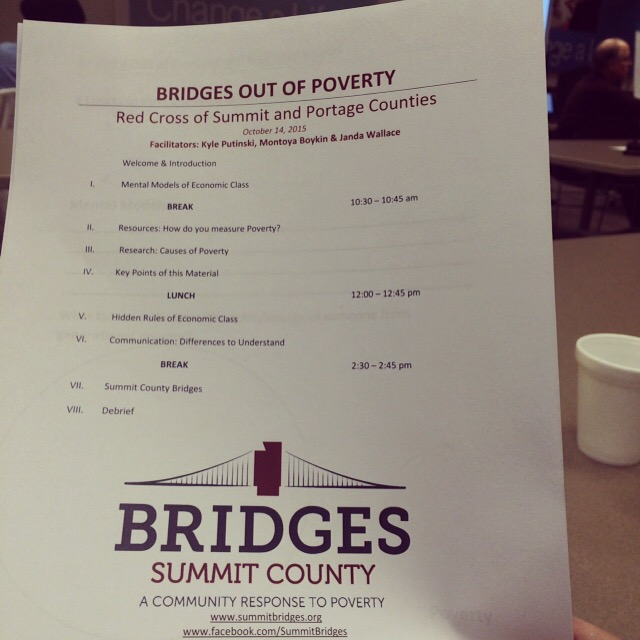 Change a Life
BRIDGES OUT OF POVERTY
Red Cross of Summit and Portage Counties
October 14, 2015
Facilitators: Kyle Putinski, Montoya Boykin & Janda Wallace
Welcome & Introduction
I. Mental Models of Economic Class
BREAK 10:30 – 10:45 am
II. Resources: How do you measure Poverty?
III. Research: Causes of Poverty
IV. Key Points of this Material
LUNCH 12:00 – 12:45 pm
V. Hidden Rules of Economic Class
VI. Communication: Differences to Understand
BREAK 2:30 – 2:45 pm
VII. Summit County Bridges
VIII. Debrief
BRIDGES
SUMMIT COUNTY
A COMMUNITY RESPONSE TO POVERTY
www.summitbridges.org
www.facebook.com/SummitBridges